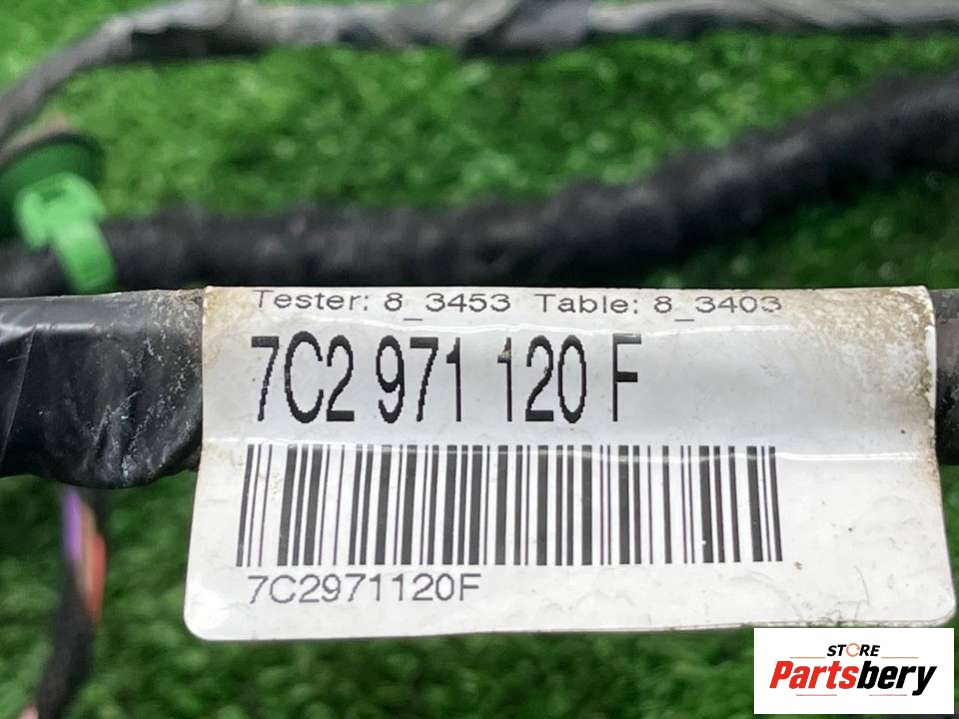 Tester: 8_3453 Table: 8_3403
7C2 971 120 F
7C2971120F
STORE
Partsbery